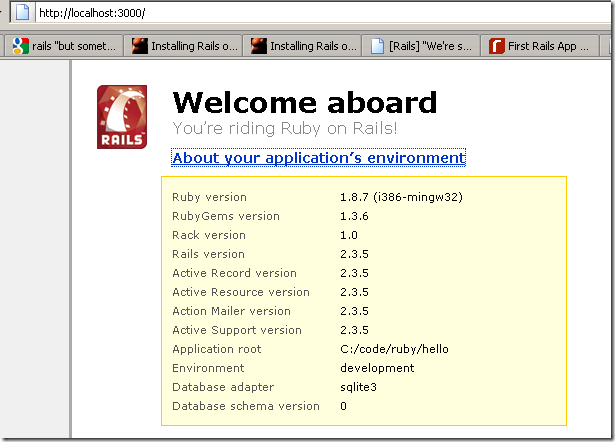 http://localhost:3000/
rails "but somet... Installing Rails o... Installing Rails o... [Rails] "We're s... First Rails App ...
RAILS
Welcome aboard
You're riding Ruby on Rails!
About your application's environment
Ruby version 1.8.7 (i386-mingw32)
RubyGems version 1.3.6
Rack version 1.0
Rails version 2.3.5
Active Record version 2.3.5
Active Resource version 2.3.5
Action Mailer version 2.3.5
Active Support version 2.3.5
Application root C:/code/ruby/hello
Environment development
Database adapter sqlite3
Database schema version 0